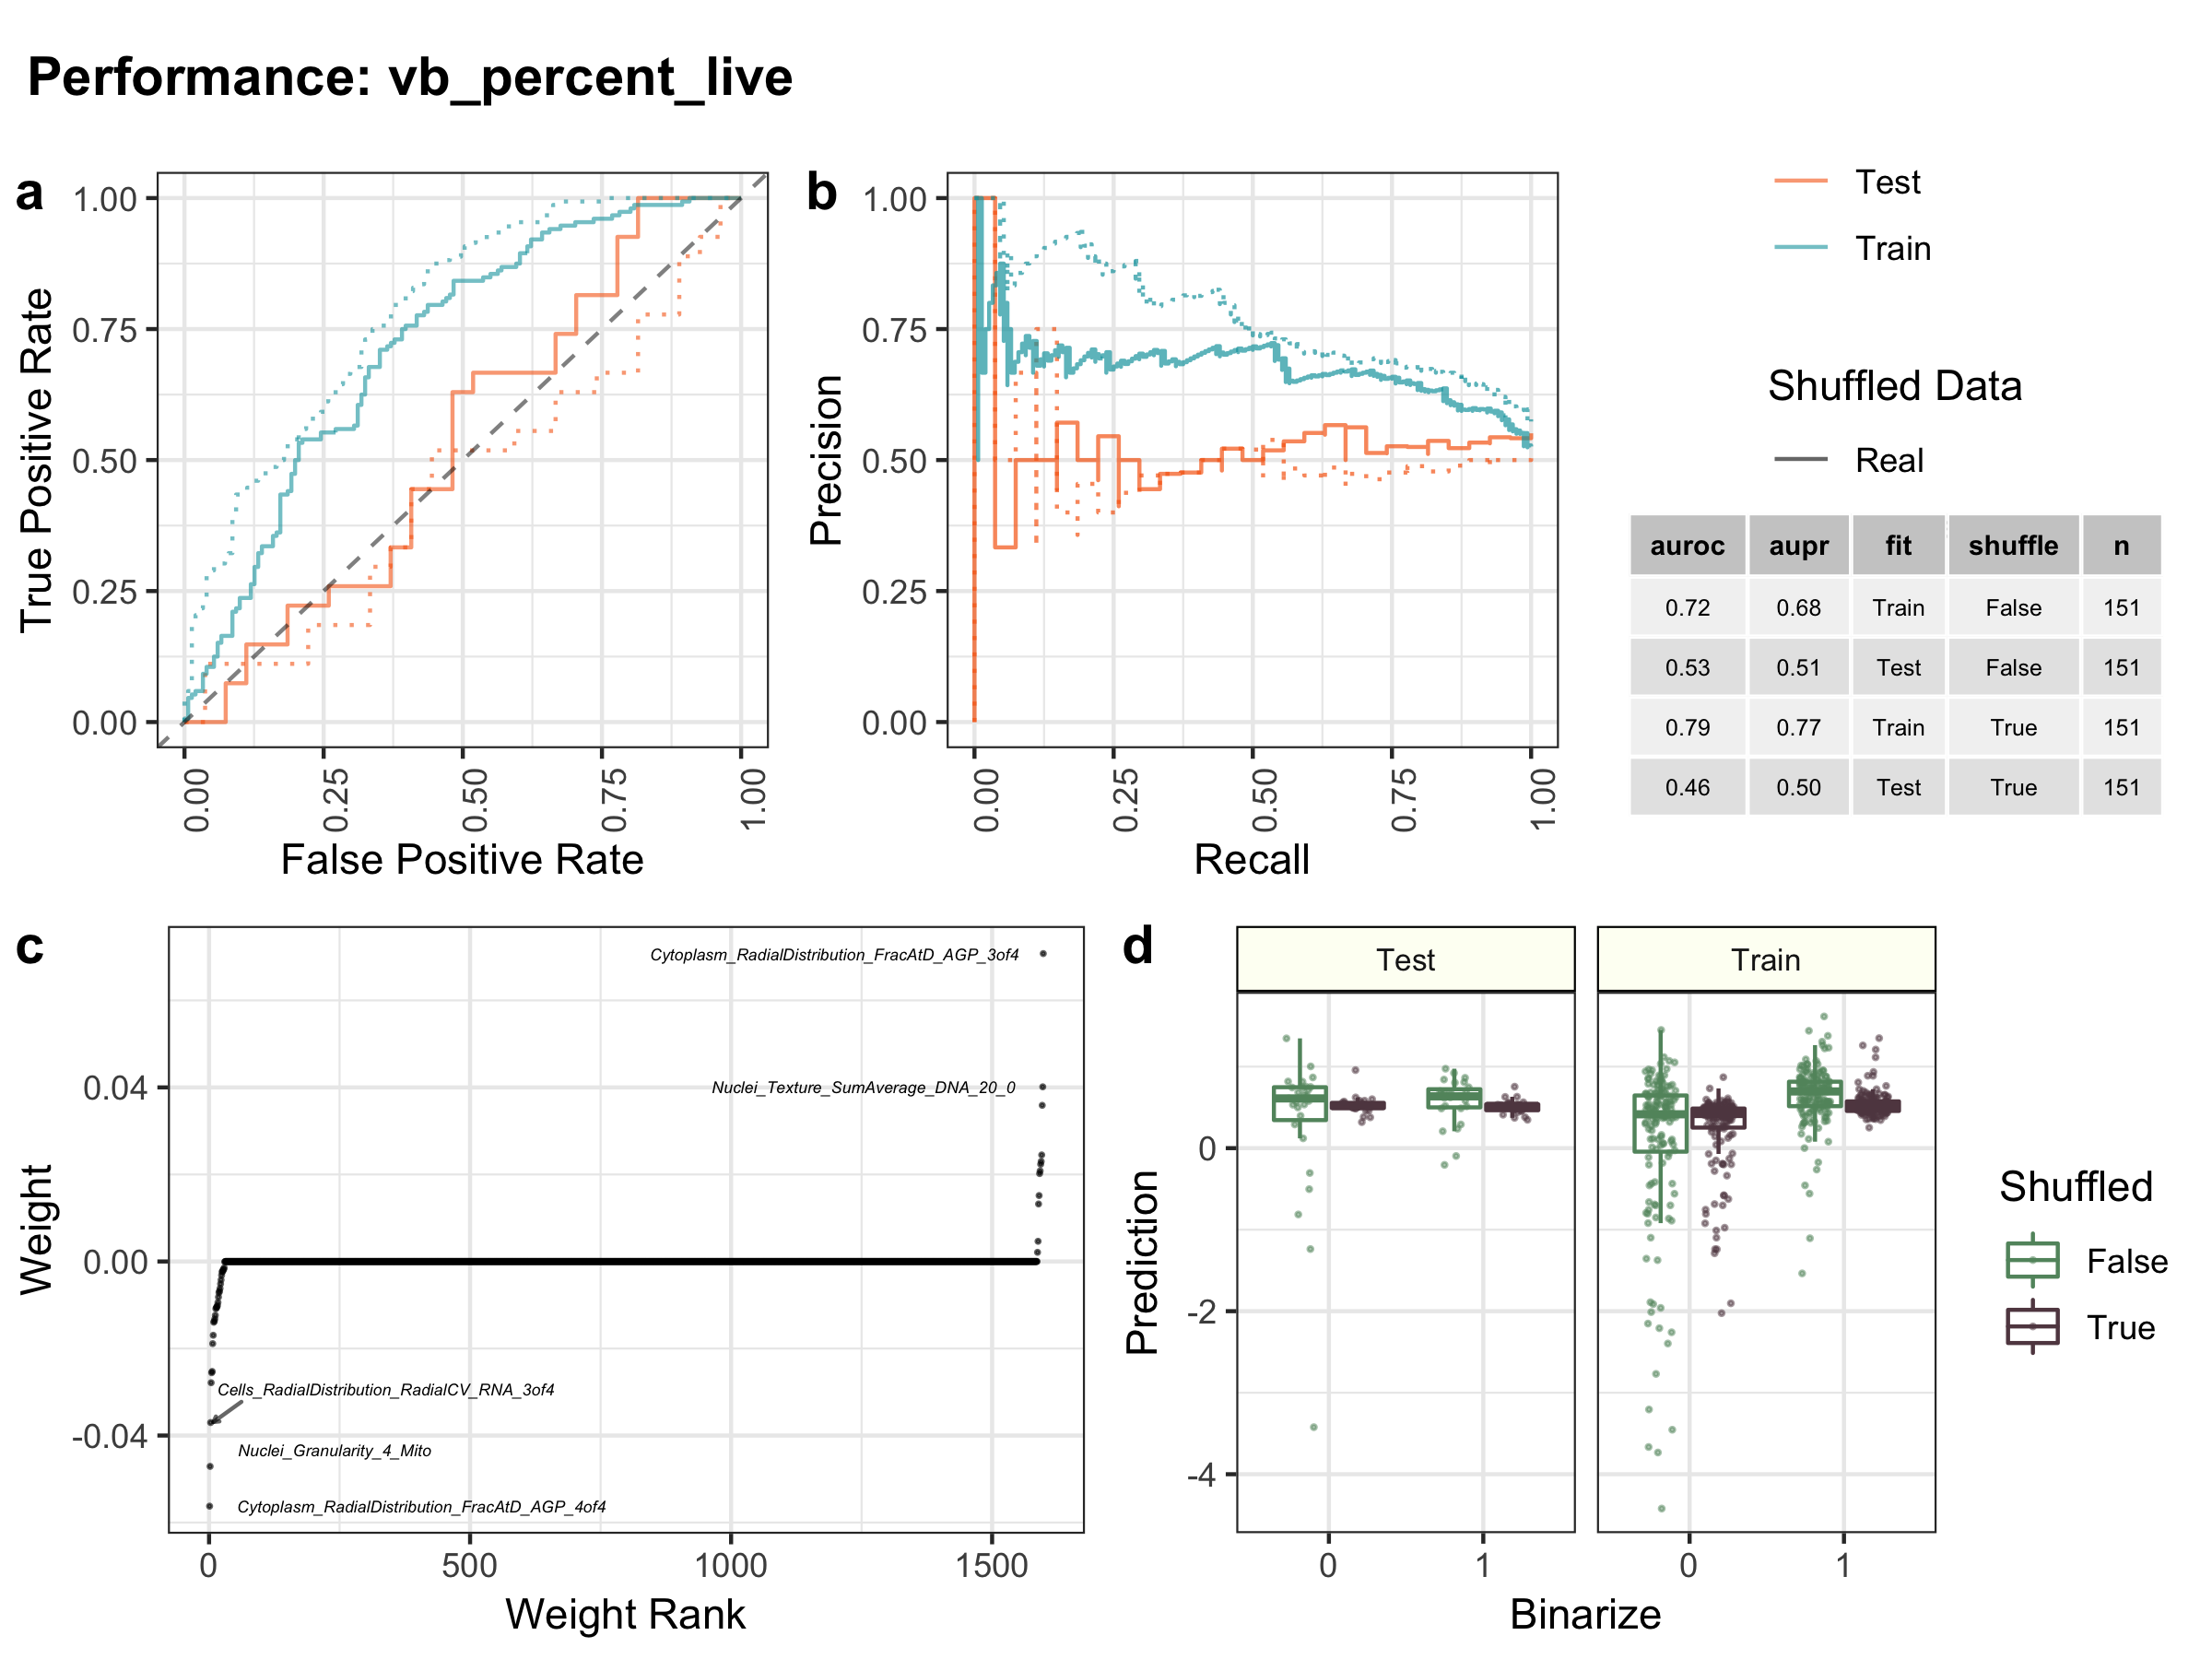 Performance: vb_percent_live
a
1.00
0.75
0.50
0.25
0.00
True Positive Rate
0.00
0.25
0.50
0.75
1.00
False Positive Rate
b
1.00
0.75
0.50
0.25
0.00
Precision
0.00
0.25
0.50
0.75
1.00
Recall
Test
Train
Shuffled Data
Real
auroc aupr fit shuffle n
0.72 0.68 Train False 151
0.53 0.51 Test False 151
0.79 0.77 Train True 151
0.46 0.50 Test True 151
c
0.04
0.00
-0.04
Weight
Cytoplasm_RadialDistribution_FracAtD_AGP_3of4
Nuclei_Texture_SumAverage_DNA_20_0
Cells_RadialDistribution_RadialCV_RNA_3of4
Nuclei_Granularity_4_Mito
Cytoplasm_RadialDistribution_FracAtD_AGP_4of4
0
500
1000
1500
Weight Rank
d
Test
Train
0
-2
-4
Prediction
0
1
0
1
Binarize
Shuffled
False
True